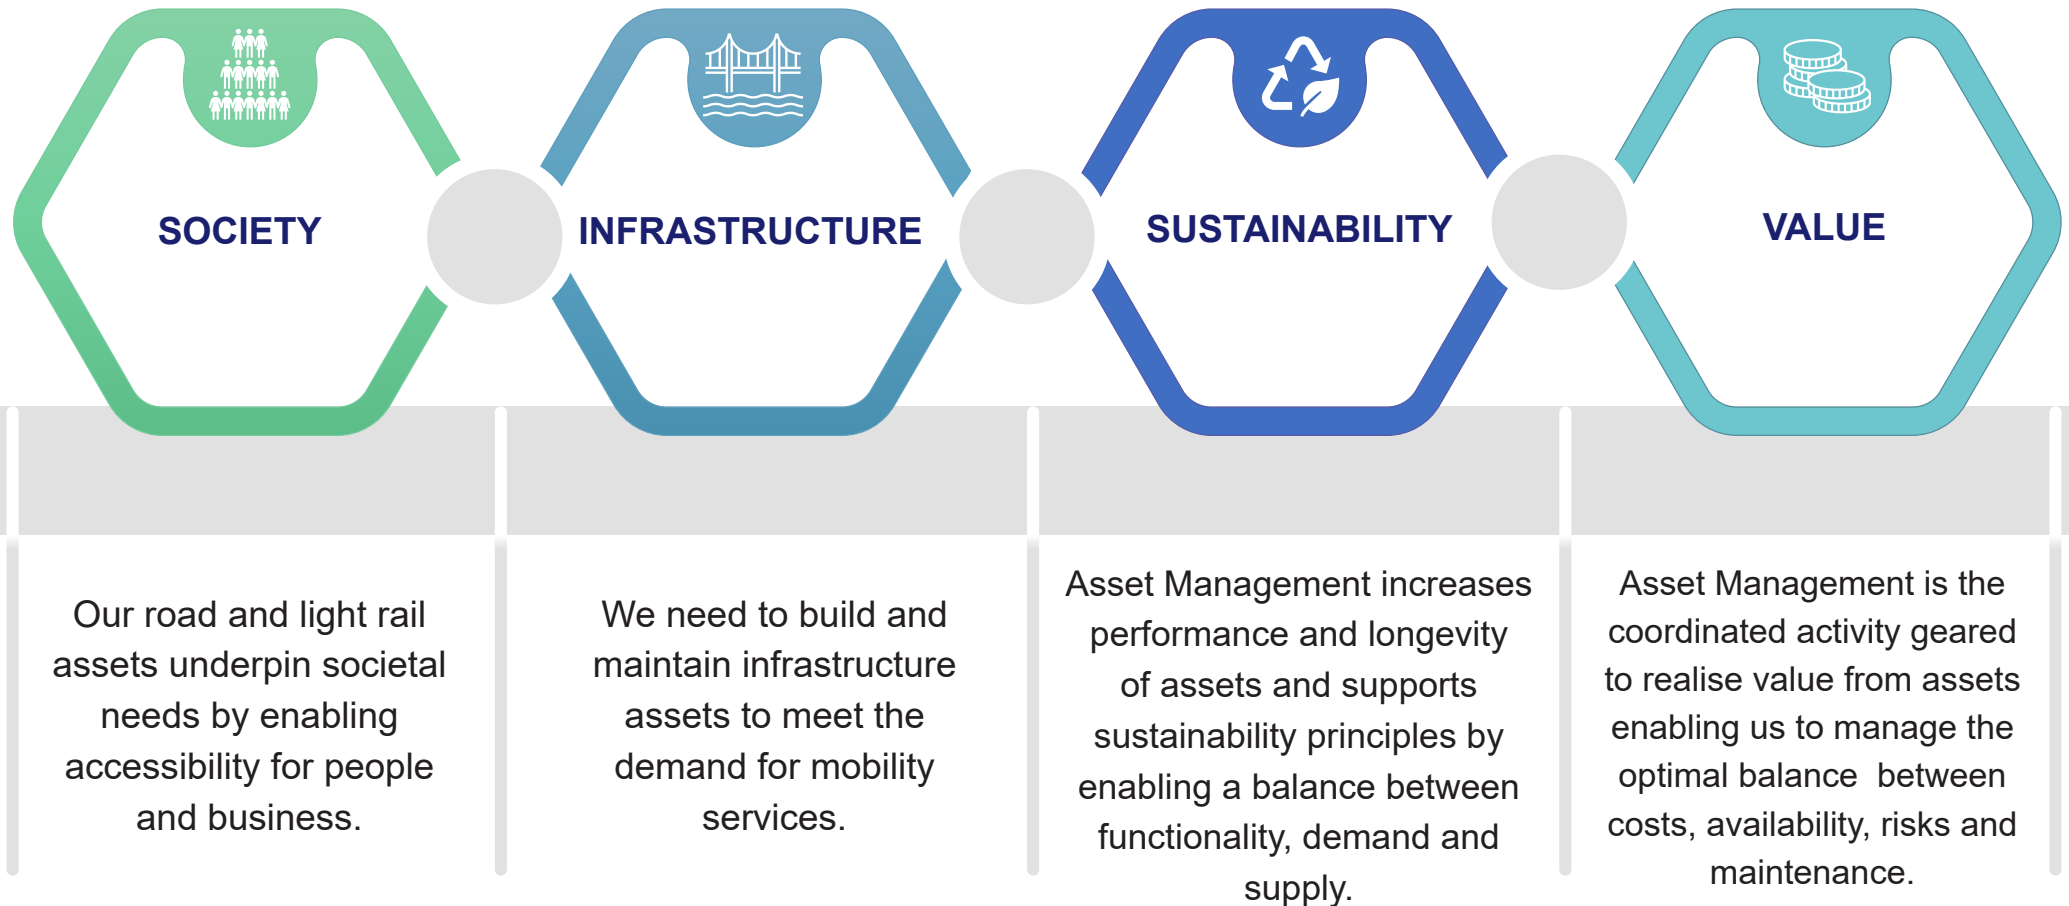 SOCIETY
Our road and light rail
assets underpin societal
needs by enabling
accessibility for people
and business.
INFRASTRUCTURE
We need to build and
maintain infrastructure
assets to meet the
demand for mobility
services.
SUSTAINABILITY
Asset Management increases
performance and longevity
of assets and supports
sustainability principles by
enabling a balance between
functionality, demand and
supply.
VALUE
Asset Management is the
coordinated activity geared
to realise value from assets
enabling us to manage the
optimal balance  between
costs, availability, risks and
maintenance.